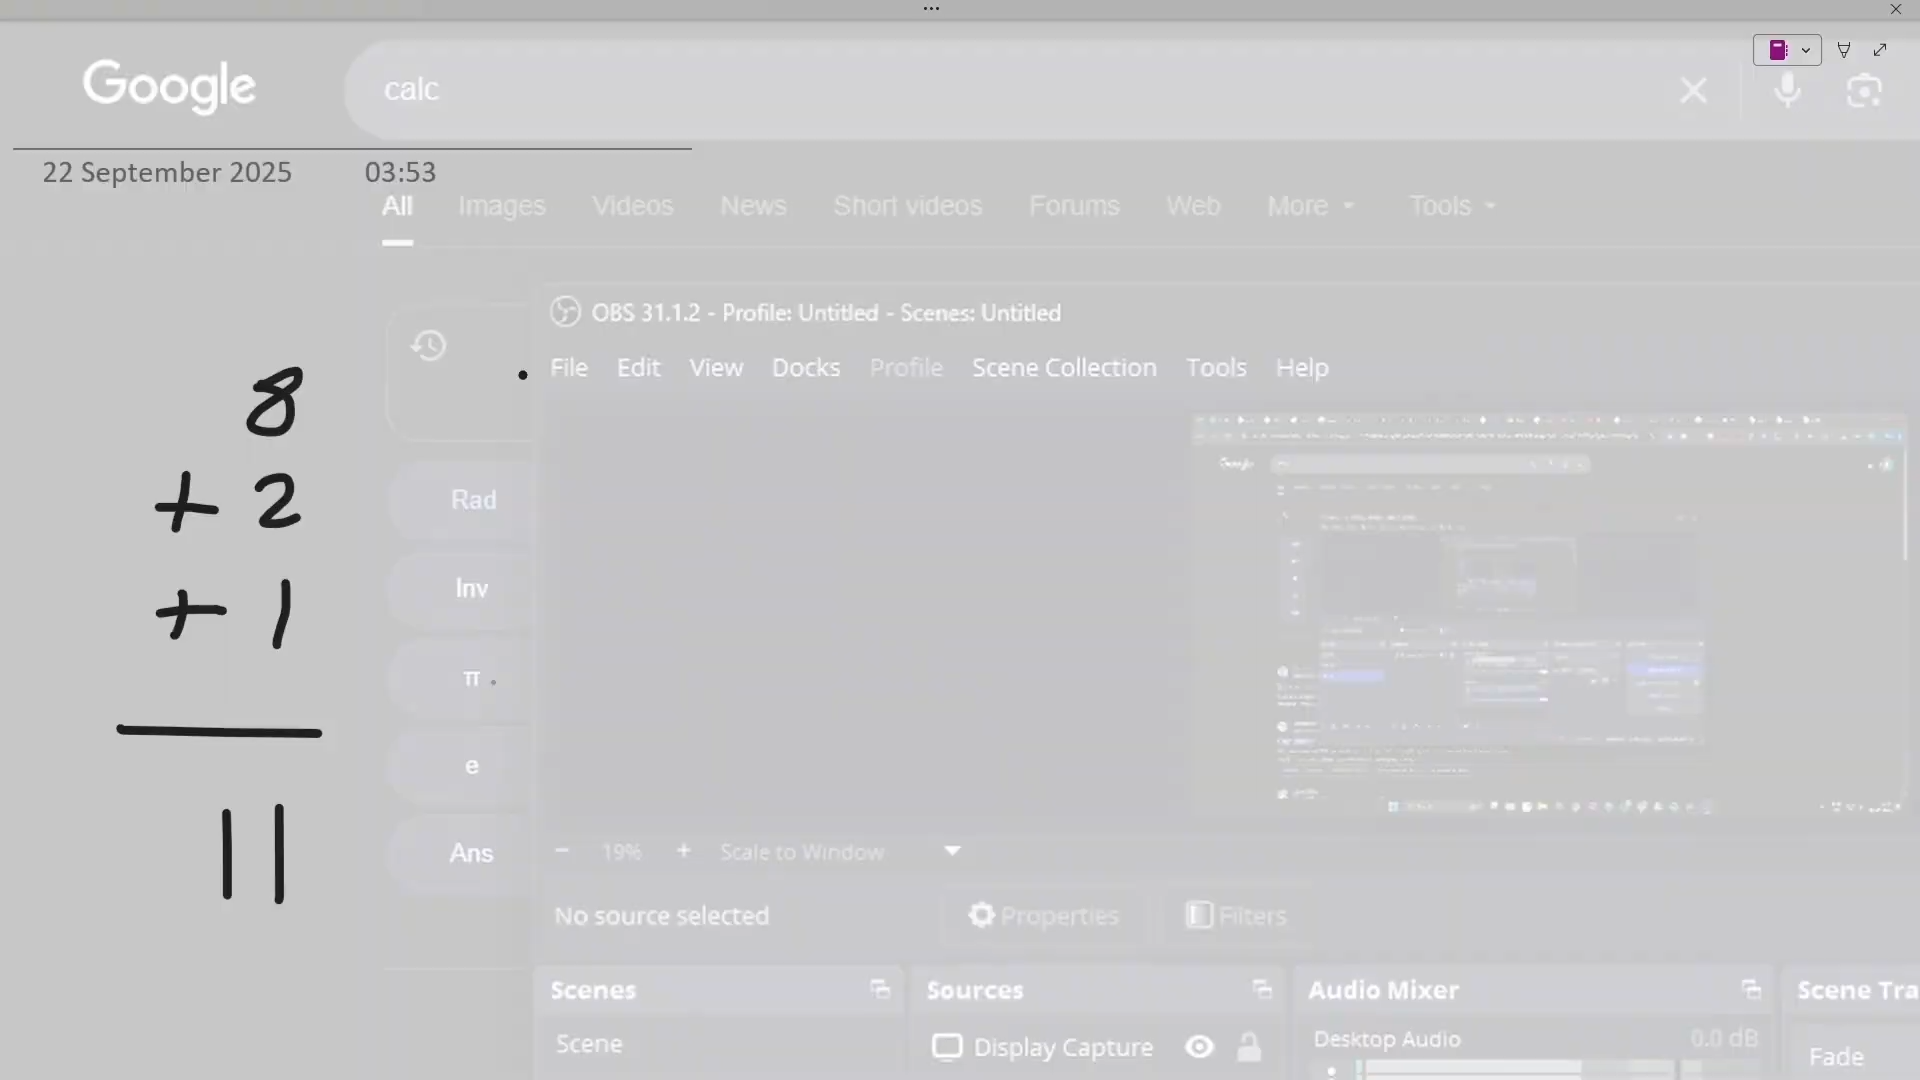 Google calc
22 September 2025 03:53
All Images Videos News Short videos Forums Web More Tools
OBS 31.1.2 - Profile: Untitled - Scenes: Untitled
File Edit View Docks Profile Scene Collection Tools Help
8
+ 2
+ 1
11
Rad
Inv
π
e
Ans
19% Scale to Window
No source selected Properties Filters
Scenes Sources Audio Mixer Scene Tra
Scene Display Capture Desktop Audio 0.0 dB
Fade